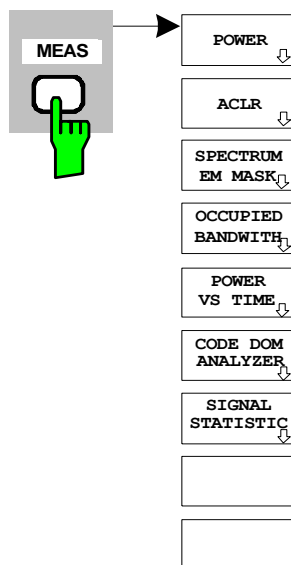 MEAS
POWER
ACLR
SPECTRUM
EM MASK
OCCUPIED
BANDWITH
POWER
VS TIME
CODE DOM
ANALYZER
SIGNAL
STATISTIC